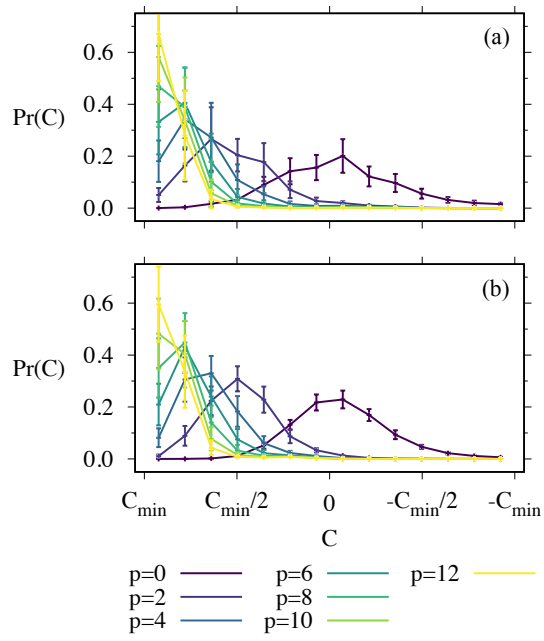 (a)
0.6
0.4
Pr(C)
0.2
0.0
(b)
0.6
0.4
Pr(C)
0.2
0.0
C_min C_min/2 0 -C_min/2 -C_min
C
p=0 p=6 p=12
p=2 p=8
p=4 p=10